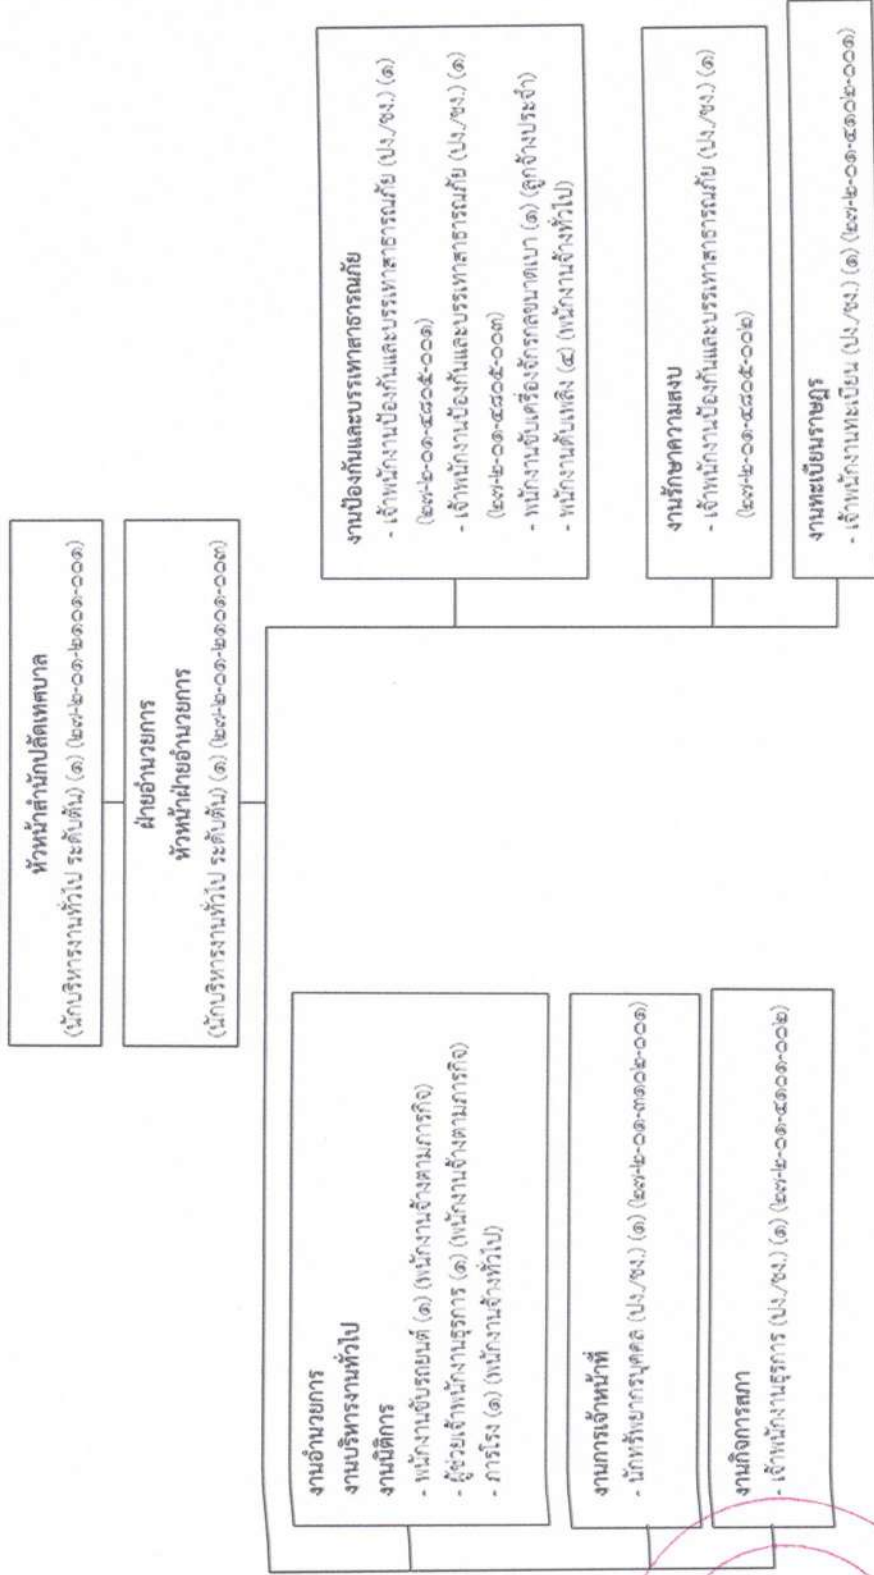 หัวหน้าสำนักปลัดเทศบาล
(นักบริหารงานทั่วไป ระดับต้น) (๑) (๒๗-๒-๐๑-๒๑๐๑-๐๐๑)
ฝ่ายอำนวยการ
หัวหน้าฝ่ายอำนวยการ
(นักบริหารงานทั่วไป ระดับต้น) (๑) (๒๗-๒-๐๑-๒๑๐๑-๐๐๓)
งานอำนวยการ
งานบริหารงานทั่วไป
งานนิติการ
- พนักงานขับรถยนต์ (๑) (พนักงานจ้างตามภารกิจ)
- ผู้ช่วยเจ้าพนักงานธุรการ (๑) (พนักงานจ้างตามภารกิจ)
- ภารโรง (๑) (พนักงานจ้างทั่วไป)
งานการเจ้าหน้าที่
- นักทรัพยากรบุคคล (ปง./ชง.) (๑) (๒๗-๒-๐๑-๓๑๐๒-๐๐๑)
งานกิจการสภา
- เจ้าพนักงานธุรการ (ปง./ชง.) (๑) (๒๗-๒-๐๑-๔๑๐๑-๐๐๒)
งานป้องกันและบรรเทาสาธารณภัย
- เจ้าพนักงานป้องกันและบรรเทาสาธารณภัย (ปง./ชง.) (๑)
(๒๗-๒-๐๑-๔๘๐๕-๐๐๑)
- เจ้าพนักงานป้องกันและบรรเทาสาธารณภัย (ปง./ชง.) (๑)
(๒๗-๒-๐๑-๔๘๐๕-๐๐๓)
- พนักงานขับเครื่องจักรกลขนาดเบา (๑) (ลูกจ้างประจำ)
- พนักงานดับเพลิง (๔) (พนักงานจ้างทั่วไป)
งานรักษาความสงบ
- เจ้าพนักงานป้องกันและบรรเทาสาธารณภัย (ปง./ชง.) (๑)
(๒๗-๒-๐๑-๔๘๐๕-๐๐๒)
งานทะเบียนราษฎร
- เจ้าพนักงานทะเบียน (ปง./ชง.) (๑) (๒๗-๒-๐๑-๔๑๐๒-๐๐๑)